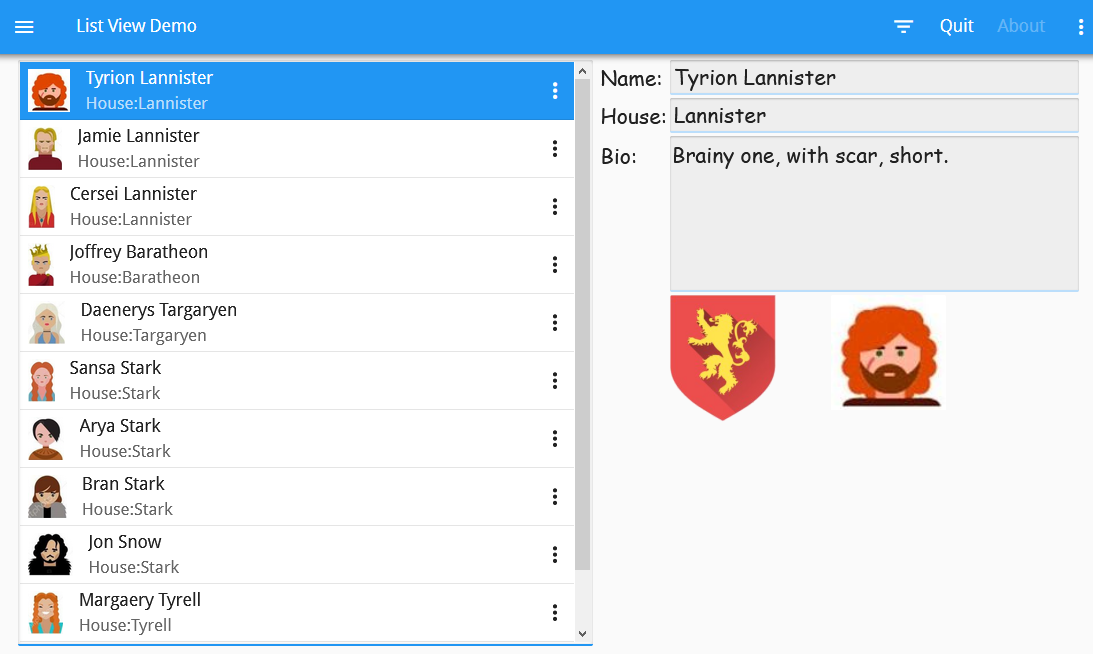 List View Demo
Quit
About
Tyrion Lannister
House:Lannister
Jamie Lannister
House:Lannister
Cersei Lannister
House:Lannister
Joffrey Baratheon
House:Baratheon
Daenerys Targaryen
House:Targaryen
Sansa Stark
House:Stark
Arya Stark
House:Stark
Bran Stark
House:Stark
Jon Snow
House:Stark
Margaery Tyrell
House:Tyrell
Name: Tyrion Lannister
House: Lannister
Bio: Brainy one, with scar, short.